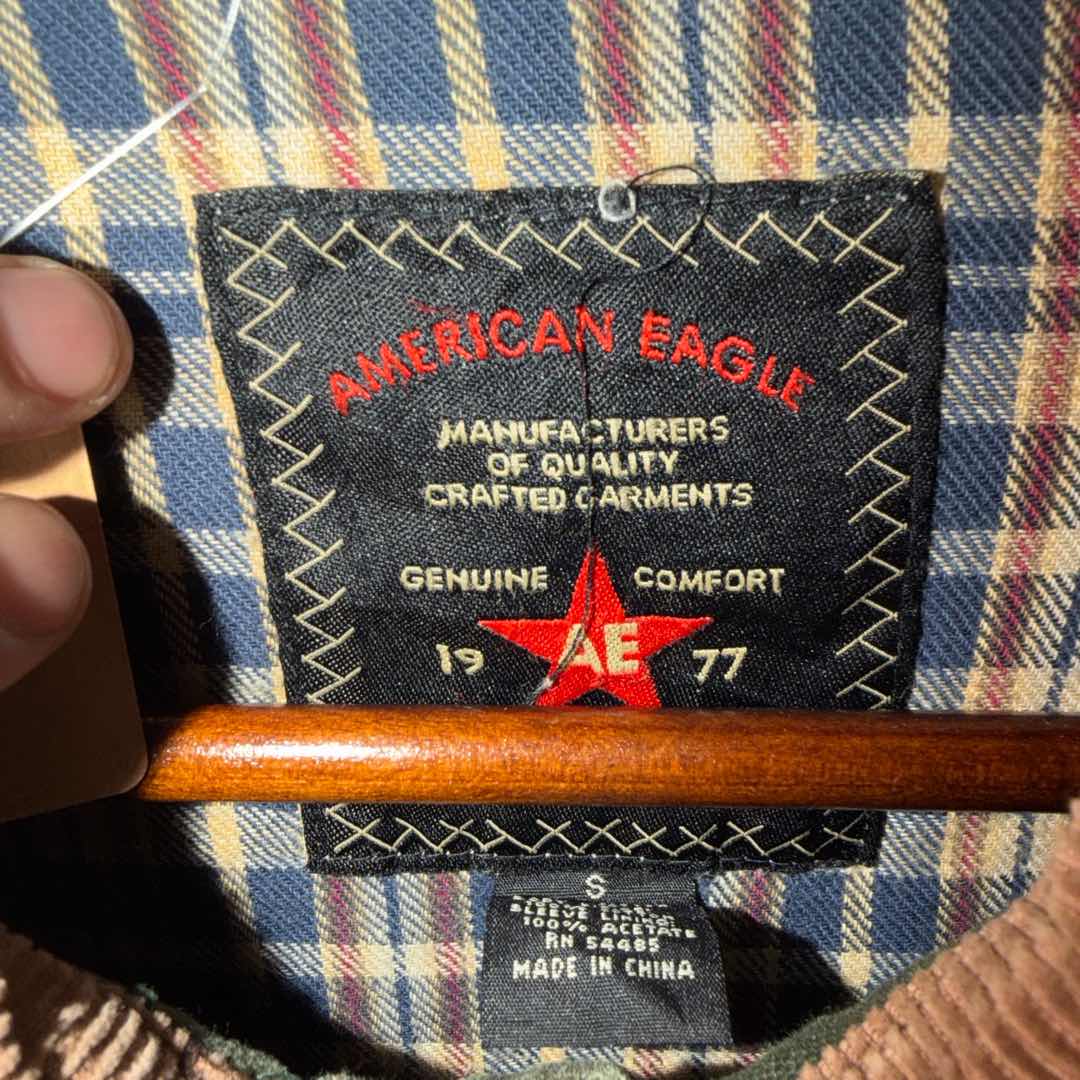 AMERICAN EAGLE
MANUFACTURERS
OF QUALITY
CRAFTED GARMENTS
GENUINE COMFORT
19 AE 77
S
SLEEVE LINING:
100% ACETATE
RN 54485
MADE IN CHINA